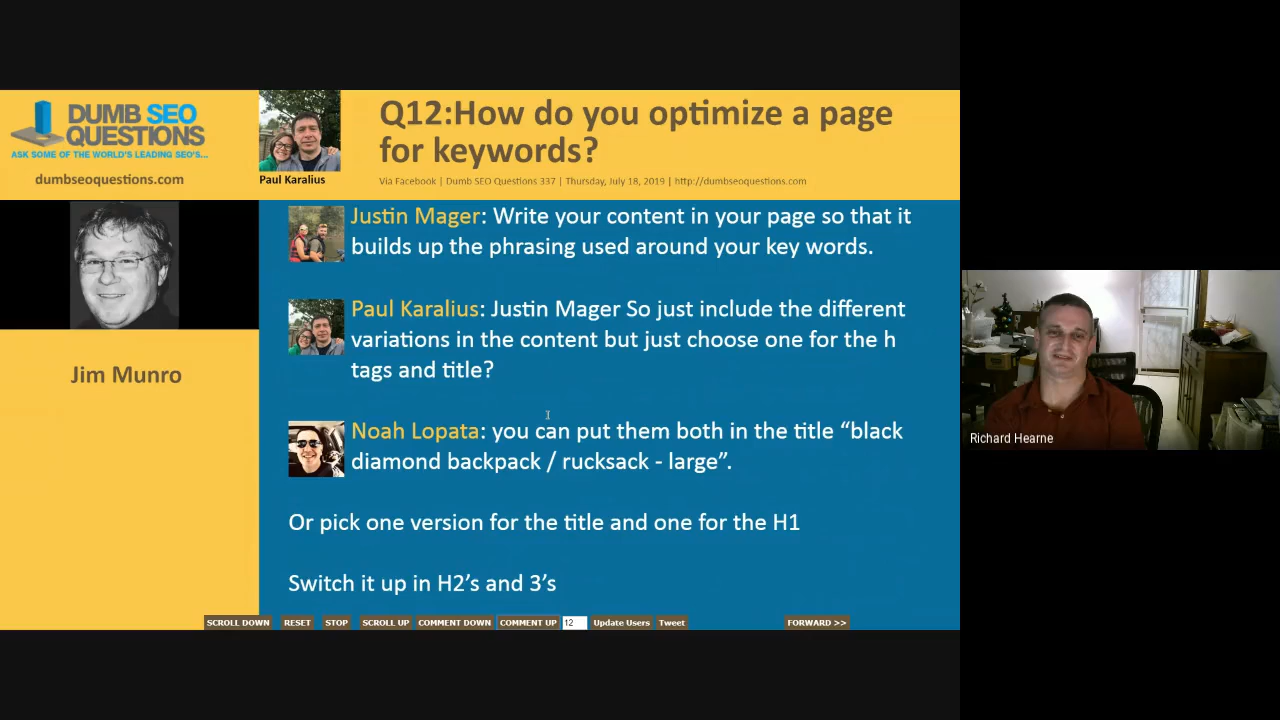 DUMB SEO
QUESTIONS
ASK SOME OF THE WORLD'S LEADING SEO'S...
dumbseoquestions.com
Paul Karalius
Q12:How do you optimize a page
for keywords?
Via Facebook | Dumb SEO Questions 337 | Thursday, July 18, 2019 | http://dumbseoquestions.com
Jim Munro
Justin Mager: Write your content in your page so that it
builds up the phrasing used around your key words.
Paul Karalius: Justin Mager So just include the different
variations in the content but just choose one for the h
tags and title?
Noah Lopata: you can put them both in the title “black
diamond backpack / rucksack - large”.
Or pick one version for the title and one for the H1
Switch it up in H2’s and 3’s
SCROLL DOWN RESET STOP SCROLL UP COMMENT DOWN COMMENT UP 12 Update Users Tweet FORWARD >>
Richard Hearne